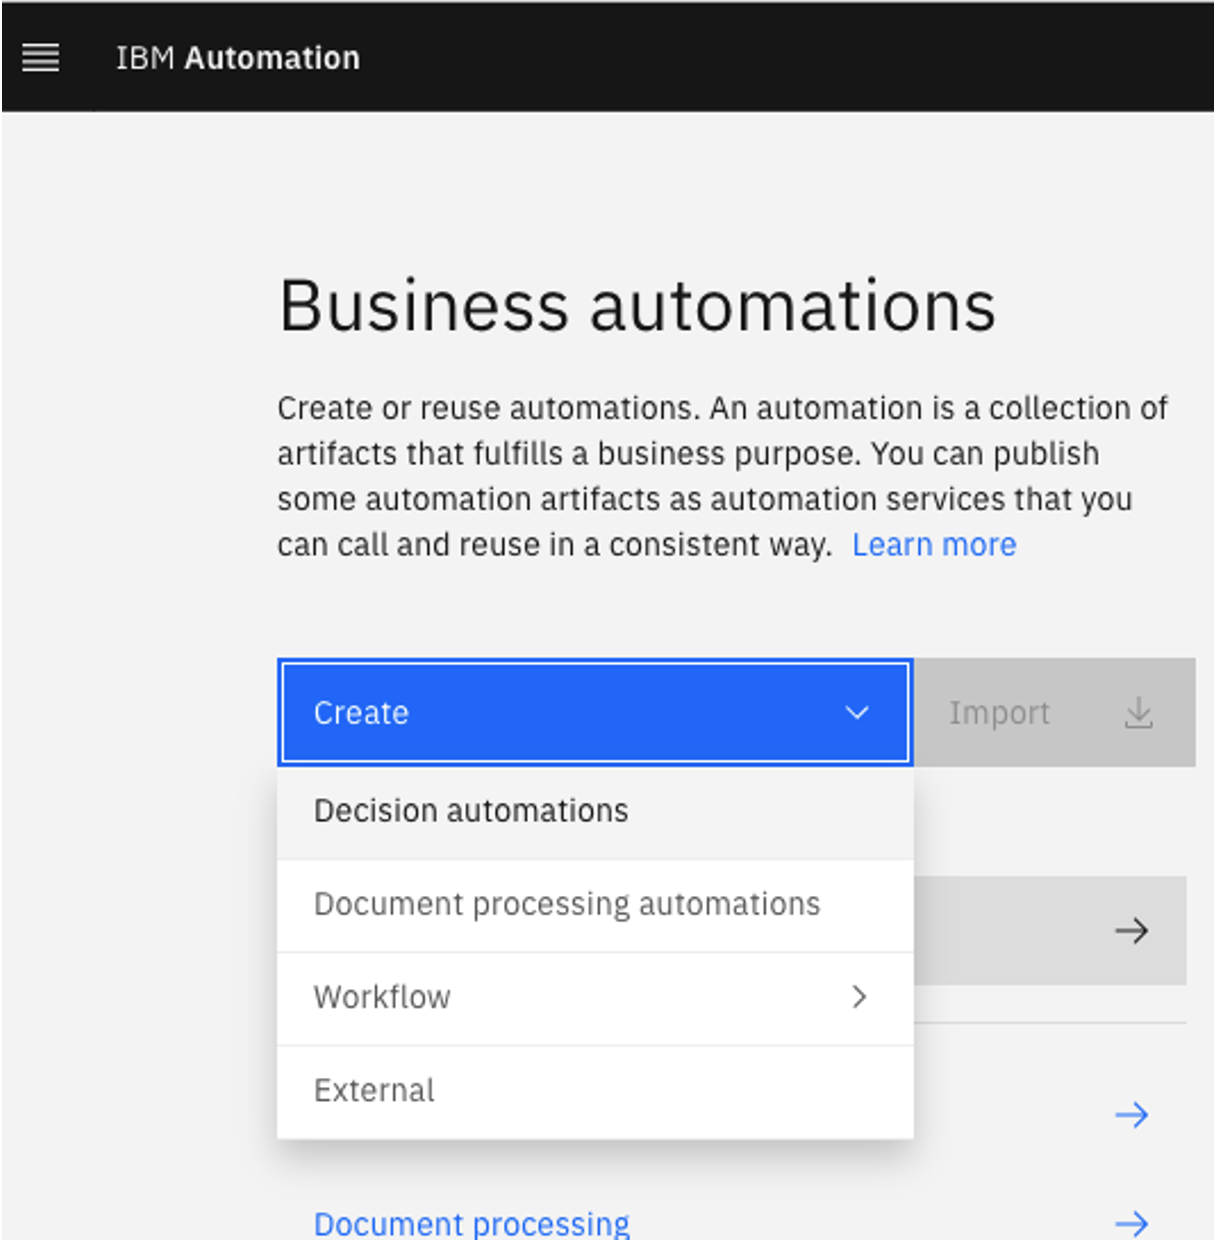 IBM Automation
Business automations
Create or reuse automations. An automation is a collection of
artifacts that fulfills a business purpose. You can publish
some automation artifacts as automation services that you
can call and reuse in a consistent way. Learn more
Create
Import
Decision automations
Document processing automations
Workflow
External
Document processing